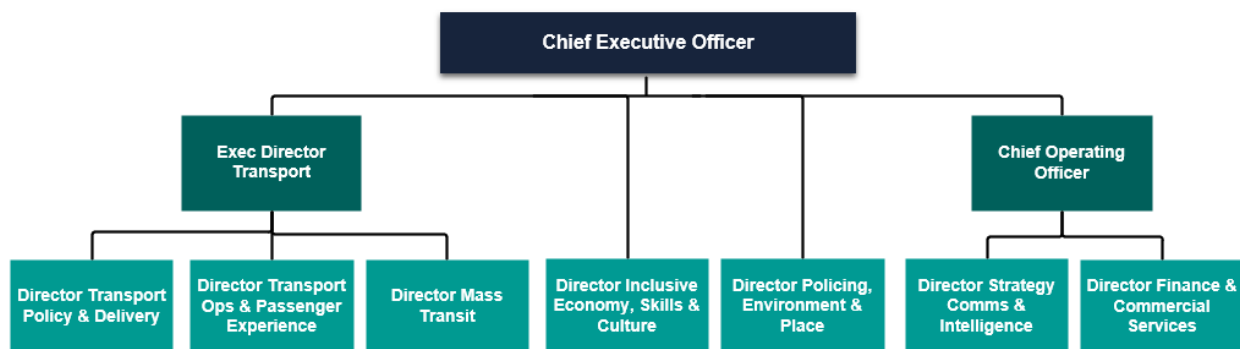 Chief Executive Officer
Exec Director
Transport
Chief Operating
Officer
Director Transport
Policy & Delivery
Director Transport
Ops & Passenger
Experience
Director Mass
Transit
Director Inclusive
Economy, Skills &
Culture
Director Policing,
Environment &
Place
Director Strategy
Comms &
Intelligence
Director Finance &
Commercial
Services